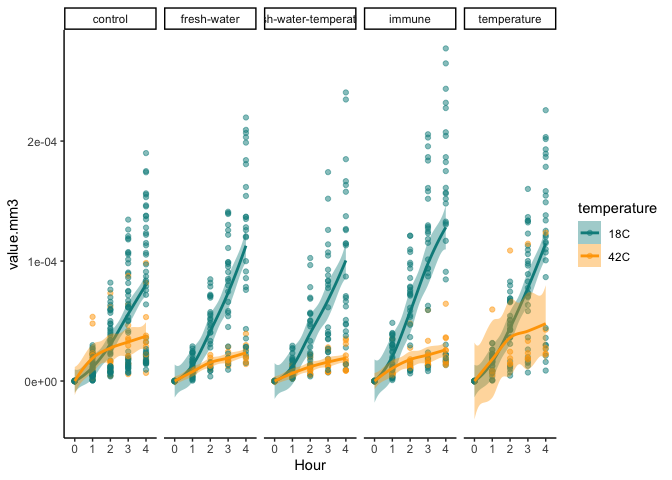 control
fresh-water
h-water-temperat
immune
temperature
2e-04
1e-04
0e+00
value.mm3
0 1 2 3 4
0 1 2 3 4
0 1 2 3 4
0 1 2 3 4
0 1 2 3 4
Hour
temperature
18C
42C